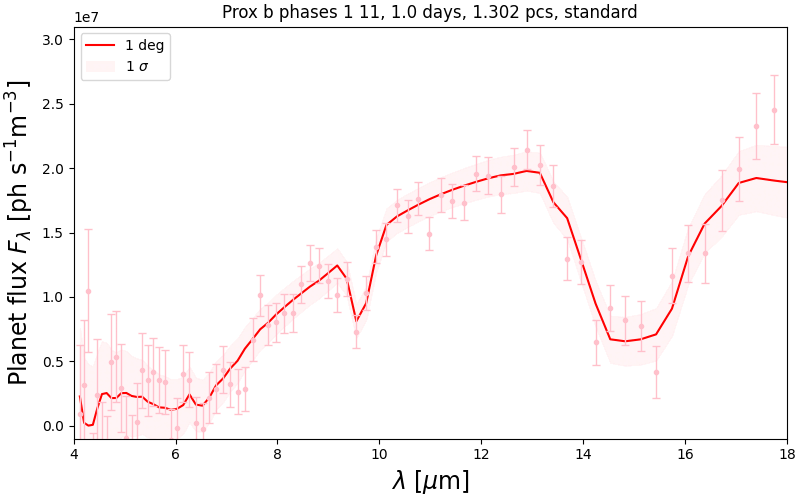 Prox b phases 1 11, 1.0 days, 1.302 pcs, standard
1e7
1 deg
1 σ
3.0
2.5
2.0
1.5
1.0
0.5
0.0
Planet flux F_λ [ph s⁻¹m⁻³]
4 6 8 10 12 14 16 18
λ [μm]